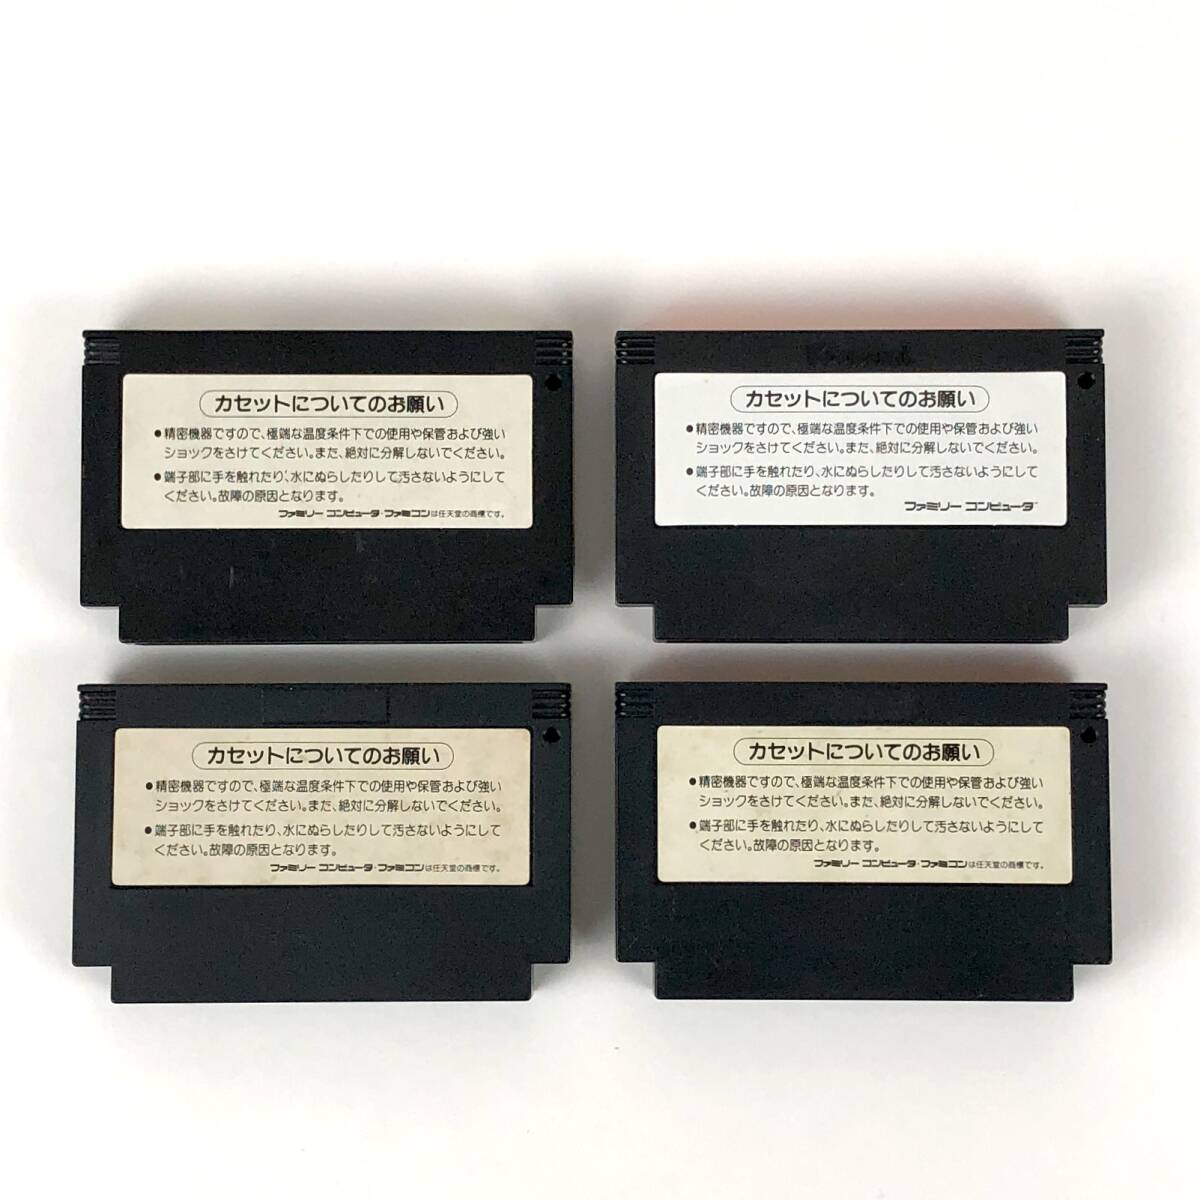 カセットについてのお願い
●精密機器ですので、極端な温度条件下での使用や保管および強い
ショックをさけてください。また、絶対に分解しないでください。
●端子部に手を触れたり、水にぬらしたりして汚さないようにして
ください。故障の原因となります。
ファミリー コンピュータ・ファミコンは任天堂の商標です。
Konami
カセットについてのお願い
●精密機器ですので、極端な温度条件下での使用や保管および強い
ショックをさけてください。また、絶対に分解しないでください。
●端子部に手を触れたり、水にぬらしたりして汚さないようにして
ください。故障の原因となります。
ファミリー コンピュータ™
カセットについてのお願い
●精密機器ですので、極端な温度条件下での使用や保管および強い
ショックをさけてください。また、絶対に分解しないでください。
●端子部に手を触れたり、水にぬらしたりして汚さないようにして
ください。故障の原因となります。
ファミリー コンピュータ・ファミコンは任天堂の商標です。
カセットについてのお願い
●精密機器ですので、極端な温度条件下での使用や保管および強い
ショックをさけてください。また、絶対に分解しないでください。
●端子部に手を触れたり、水にぬらしたりして汚さないようにして
ください。故障の原因となります。
ファミリー コンピュータ・ファミコンは任天堂の商標です。